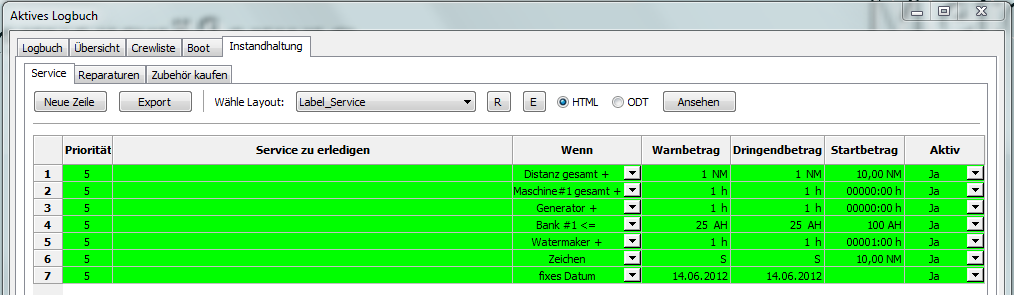 Aktives Logbuch
Logbuch Übersicht Crewliste Boot Instandhaltung
Service Reparaturen Zubehör kaufen
Neue Zeile Export Wähle Layout: Label_Service R E HTML ODT Ansehen
Priorität Service zu erledigen Wenn Warnbetrag Dringendbetrag Startbetrag Aktiv
1 5 Distanz gesamt + 1 NM 1 NM 10,00 NM Ja
2 5 Maschine#1 gesamt + 1 h 1 h 00000:00 h Ja
3 5 Generator + 1 h 1 h 00000:00 h Ja
4 5 Bank #1 <= 25 AH 25 AH 100 AH Ja
5 5 Watermaker + 1 h 1 h 00001:00 h Ja
6 5 Zeichen S S 10,00 NM Ja
7 5 fixes Datum 14.06.2012 14.06.2012 Ja